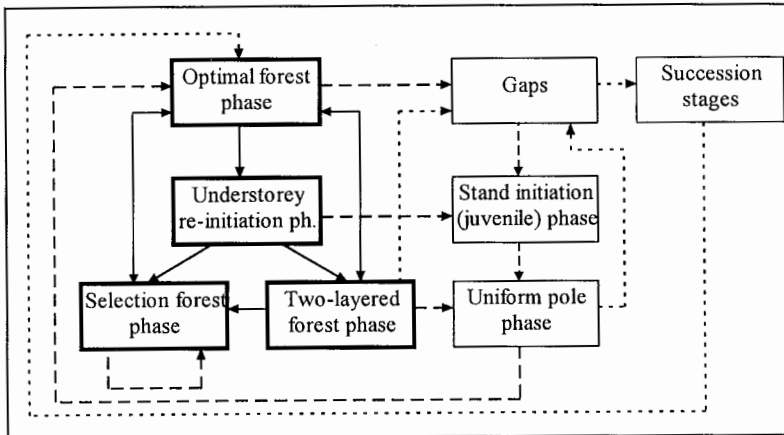 Optimal forest
phase
Gaps
Succession
stages
Understorey
re-initiation ph.
Stand initiation
(juvenile) phase
Selection forest
phase
Two-layered
forest phase
Uniform pole
phase